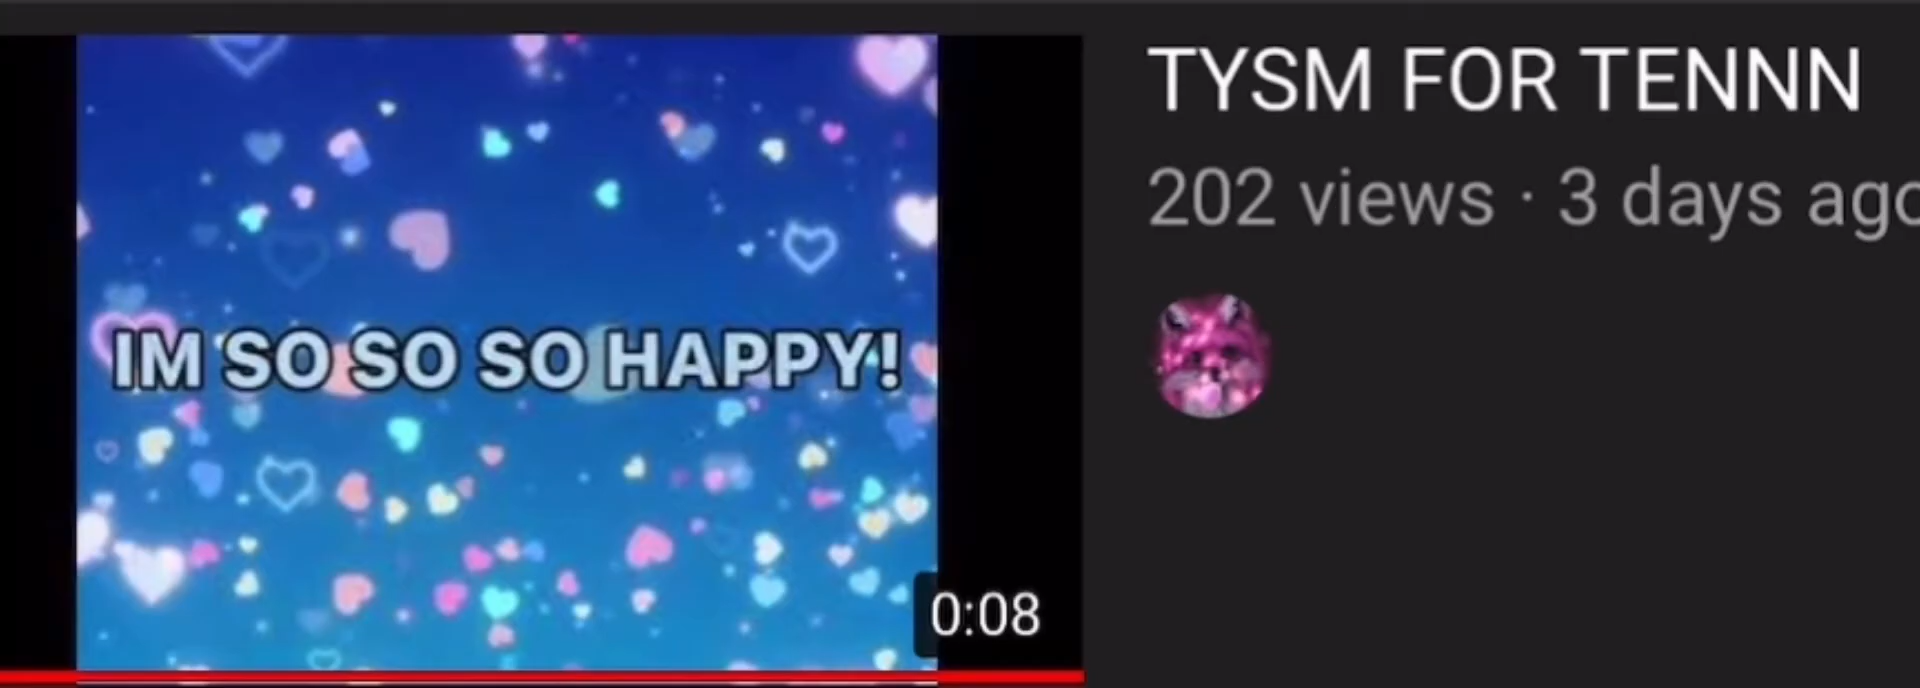 IM SO SO SO HAPPY!
0:08
TYSM FOR TENNN
202 views · 3 days ago